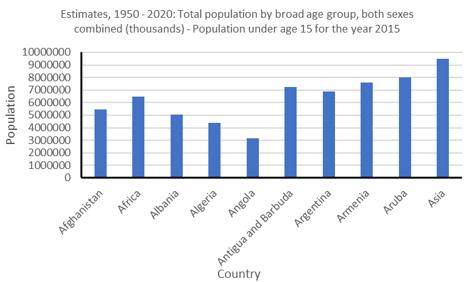 Estimates, 1950 - 2020: Total population by broad age group, both sexes
combined (thousands) - Population under age 15 for the year 2015
10000000
9000000
8000000
7000000
6000000
5000000
4000000
3000000
2000000
1000000
0
Population
Afghanistan
Africa
Albania
Algeria
Angola
Antigua and Barbuda
Argentina
Armenia
Aruba
Asia
Country